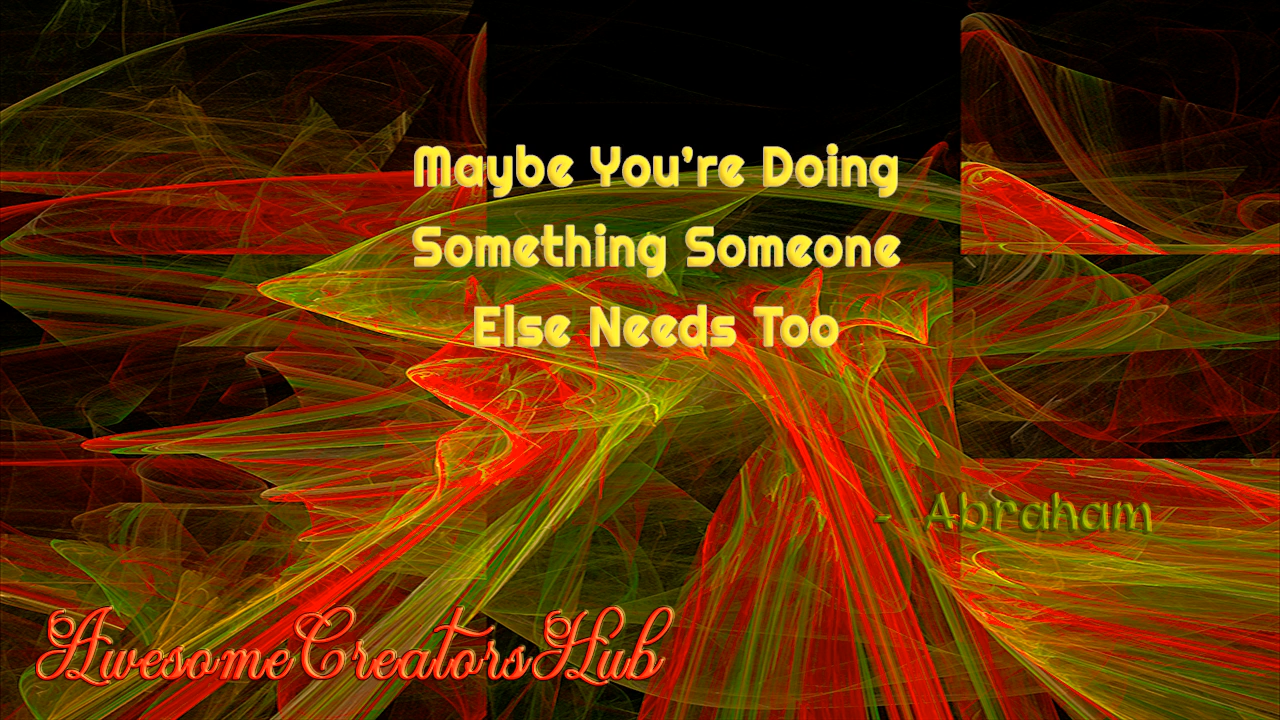 Maybe You’re Doing
Something Someone
Else Needs Too
- Abraham
AwesomeCreatorsHub